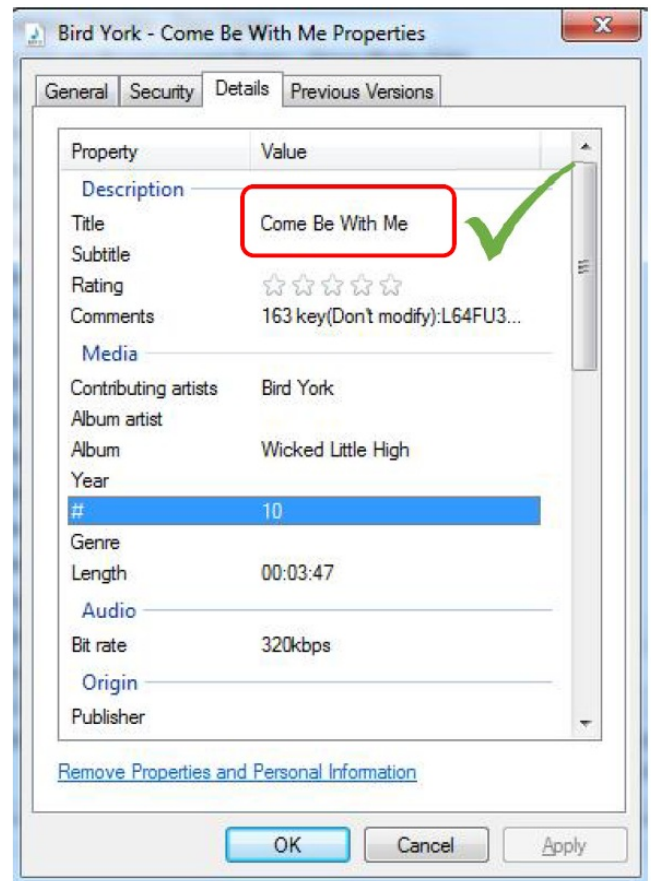 Bird York - Come Be With Me Properties
General Security Details Previous Versions
Property Value
Description
Title Come Be With Me
Subtitle
Rating
Comments 163 key(Don't modify):L64FU3...
Media
Contributing artists Bird York
Album artist
Album Wicked Little High
Year
# 10
Genre
Length 00:03:47
Audio
Bit rate 320kbps
Origin
Publisher
Remove Properties and Personal Information
OK Cancel Apply